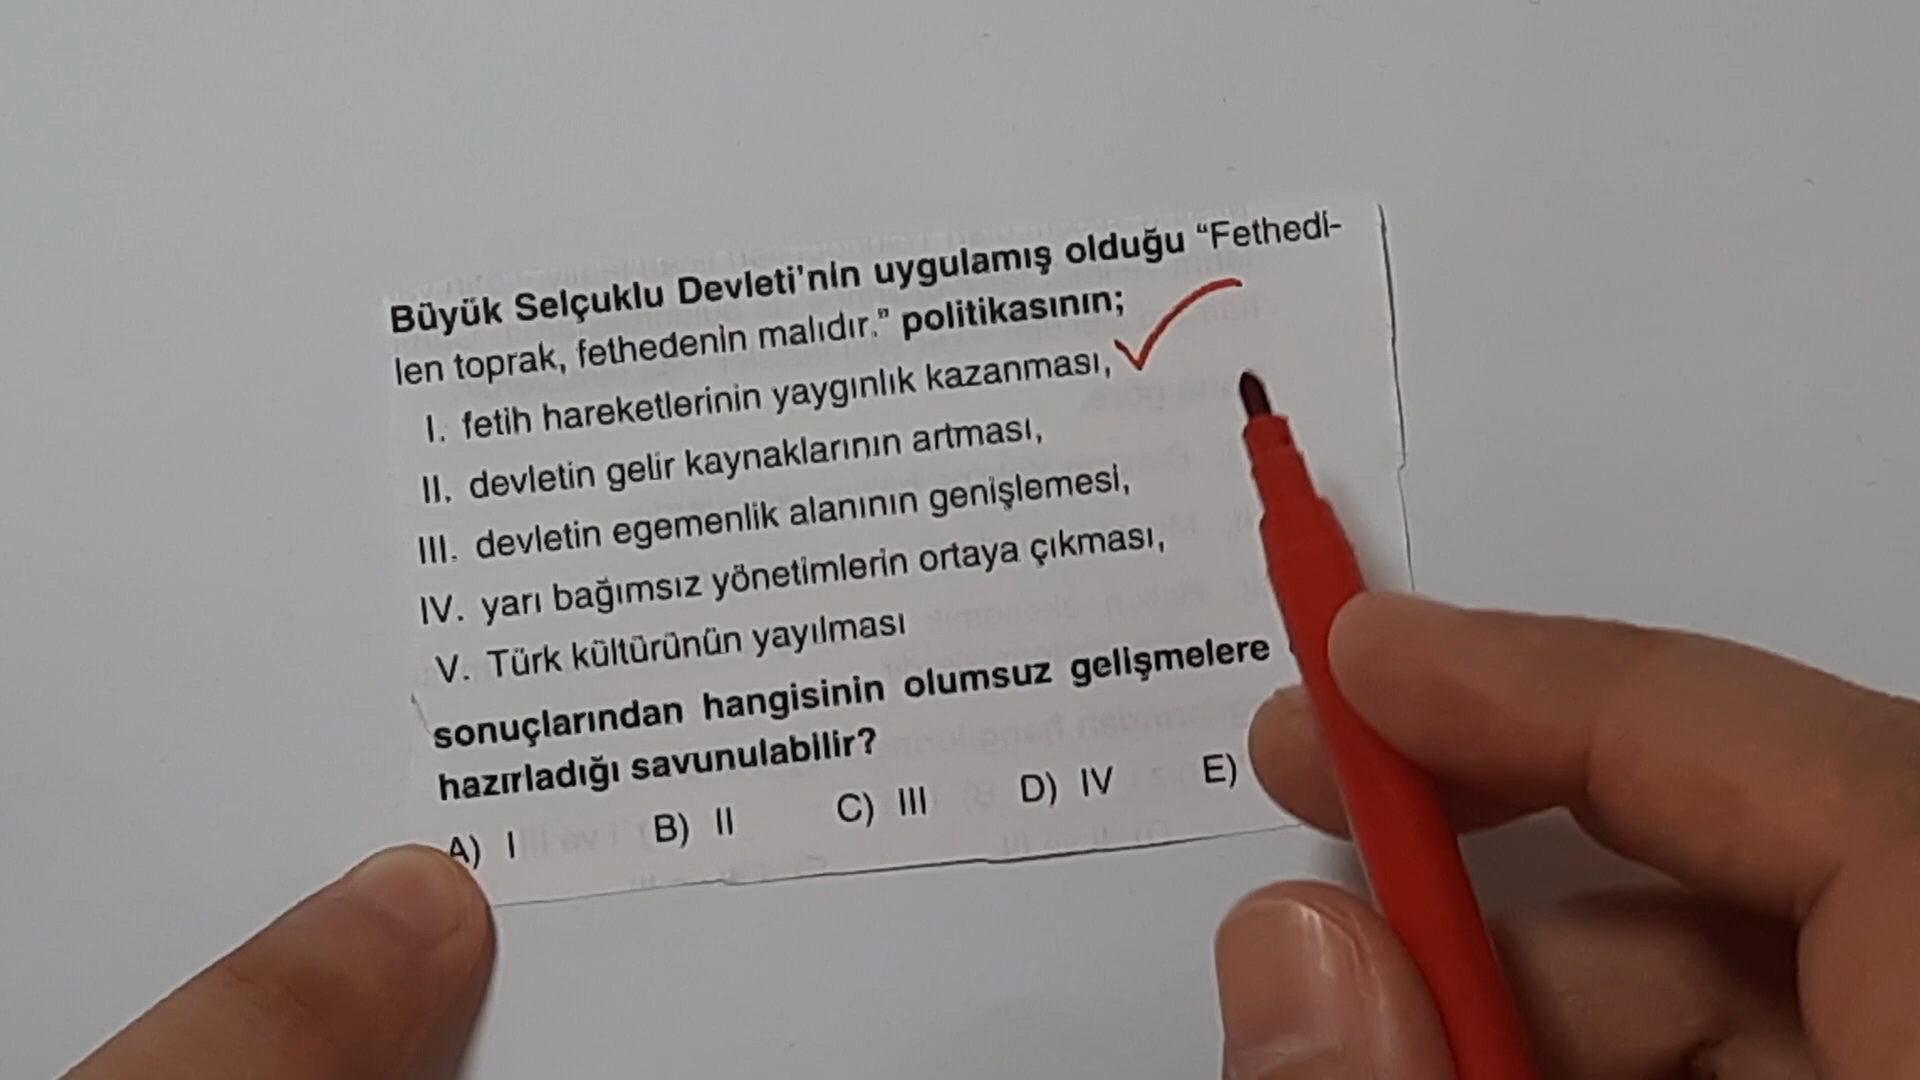 Büyük Selçuklu Devleti'nin uygulamış olduğu “Fethedi-
len toprak, fethedenin malıdır.” politikasının;
I. fetih hareketlerinin yaygınlık kazanması,
II. devletin gelir kaynaklarının artması,
III. devletin egemenlik alanının genişlemesi,
IV. yarı bağımsız yönetimlerin ortaya çıkması,
V. Türk kültürünün yayılması
sonuçlarından hangisinin olumsuz gelişmelere
hazırladığı savunulabilir?
A) I B) II C) III D) IV E)